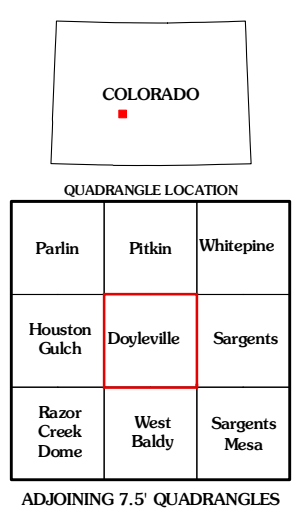 COLORADO
QUADRANGLE LOCATION
Parlin
Pitkin
Whitepine
Houston
Gulch
Doyleville
Sargents
Razor
Creek
Dome
West
Baldy
Sargents
Mesa
ADJOINING 7.5' QUADRANGLES